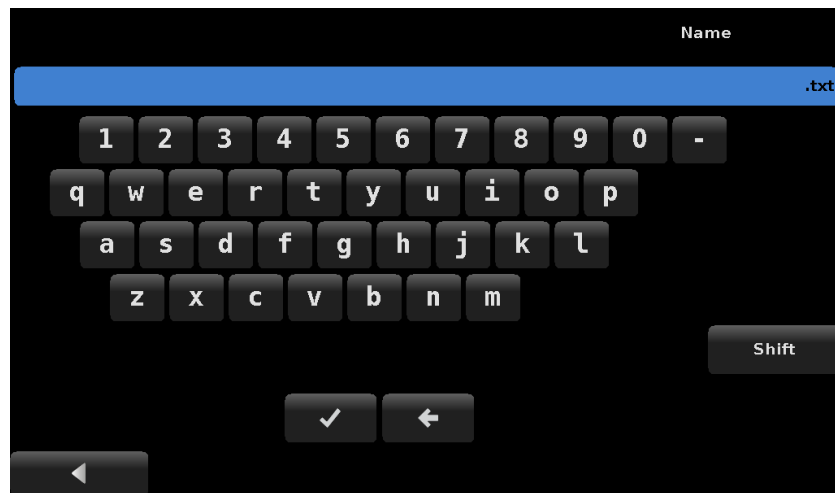 Name
.txt
1 2 3 4 5 6 7 8 9 0 -
q w e r t y u i o p
a s d f g h j k l
z x c v b n m
Shift